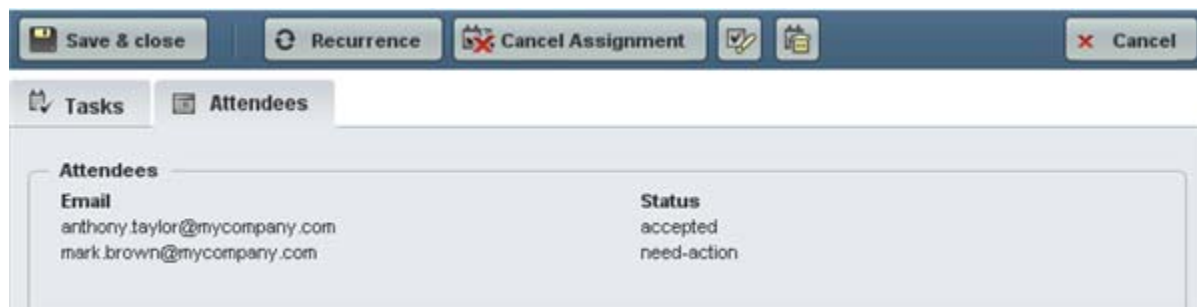 Save & close Recurrence Cancel Assignment Cancel
Tasks Attendees
Attendees
Email Status
anthony.taylor@mycompany.com accepted
mark.brown@mycompany.com need-action